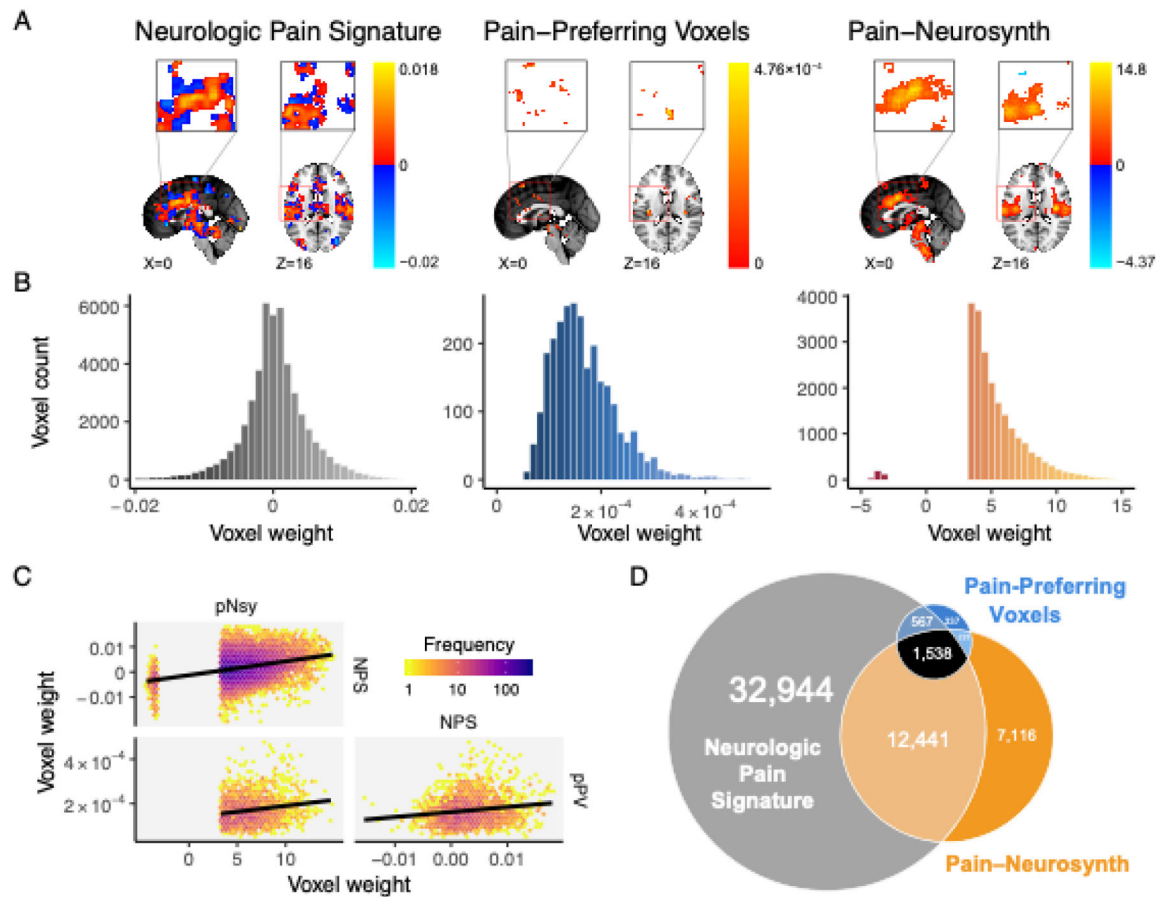 A
Neurologic Pain Signature
Pain–Preferring Voxels
Pain–Neurosynth
0.018
0
−0.02
X=0
Z=16
0
X=0
Z=16
14.8
0
−4.37
X=0
Z=16
B
Voxel count
6000
4000
2000
0
−0.02
0
0.02
Voxel weight
200
100
0
0
2 × 10⁻⁴
4 × 10⁻⁴
Voxel weight
4000
3000
2000
1000
0
−5
0
5
10
15
Voxel weight
C
pNsy
Voxel weight
0.01
0
−0.01
NPS
Frequency
1
10
100
NPS
4 × 10⁻⁴
2 × 10⁻⁴
pPV
0
5
10
−0.01
0.00
0.01
Voxel weight
D
Pain-Preferring
Voxels
567
1,538
32,944
Neurologic
Pain
Signature
12,441
7,116
Pain–Neurosynth